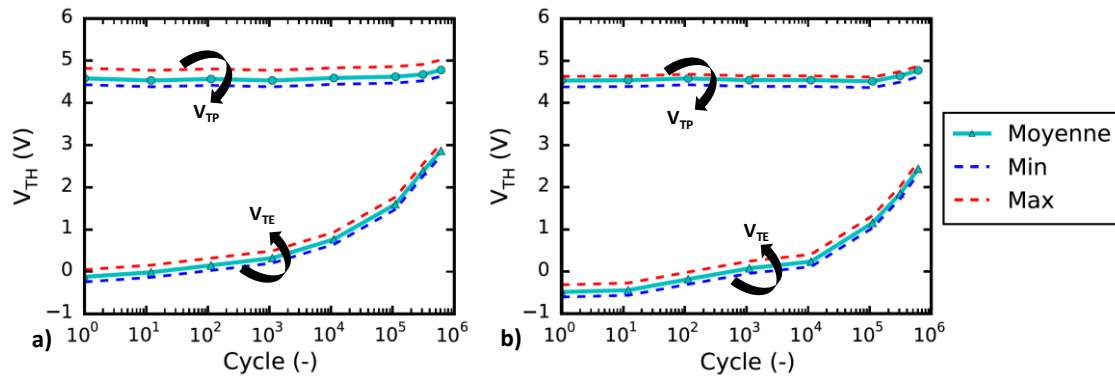 6
5
4
3
2
1
0
−1
V_TH (V)
V_TP
V_TE
10^0 10^1 10^2 10^3 10^4 10^5 10^6
Cycle (-)
a)
6
5
4
3
2
1
0
−1
V_TH (V)
V_TP
V_TE
10^0 10^1 10^2 10^3 10^4 10^5 10^6
Cycle (-)
b)
Moyenne
Min
Max